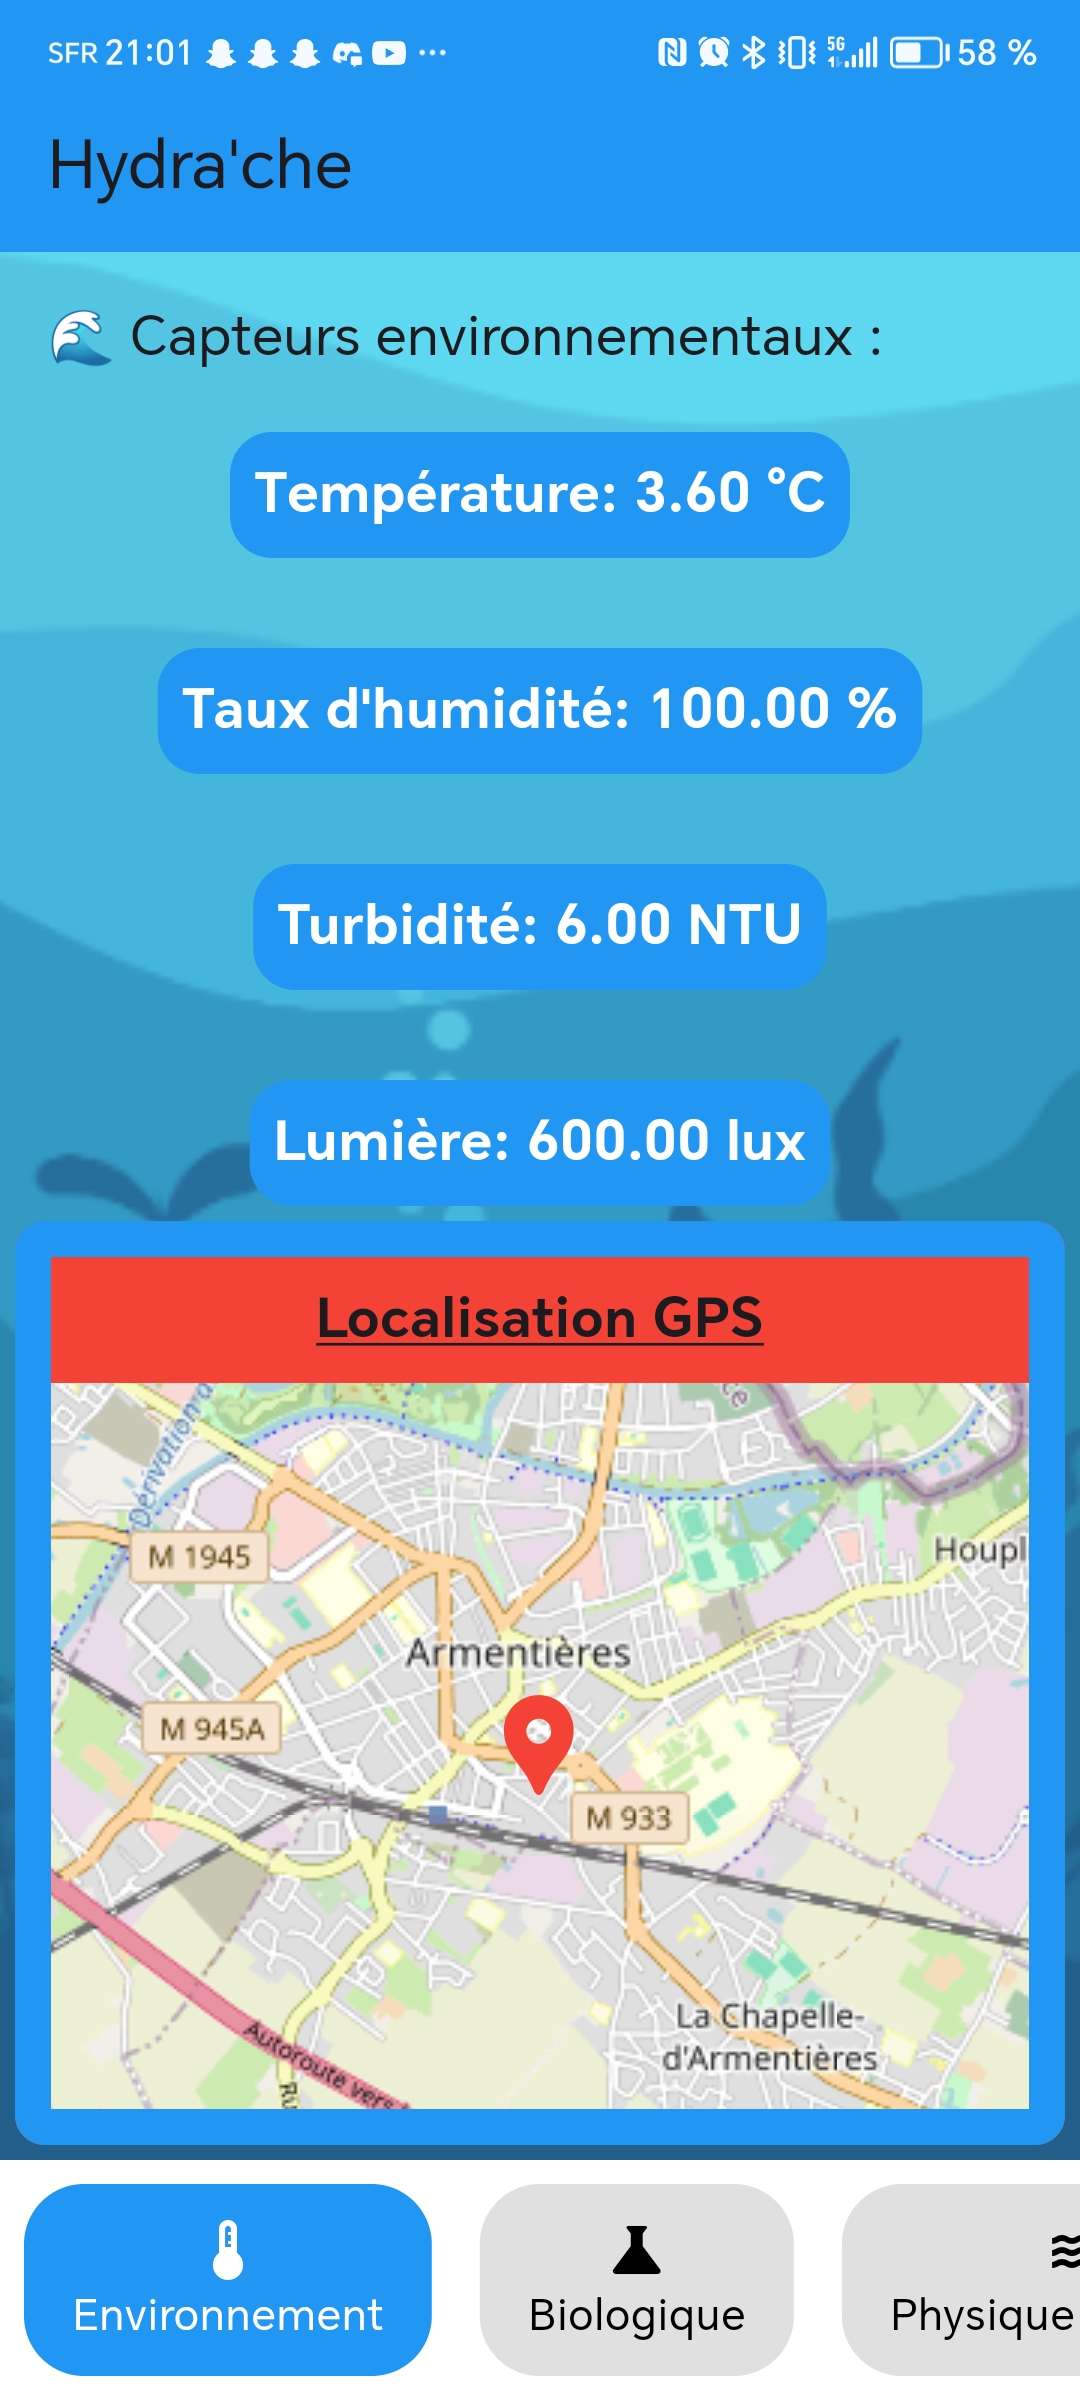 SFR 21:01 ... 5G 58 %
Hydra'che
🌊 Capteurs environnementaux :
Température: 3.60 °C
Taux d'humidité: 100.00 %
Turbidité: 6.00 NTU
Lumière: 600.00 lux
Localisation GPS
Dérivation
M 1945
Houpl
Armentières
M 945A
M 933
La Chapelle-
d'Armentières
Autoroute vers
Ru
Environnement
Biologique
Physique